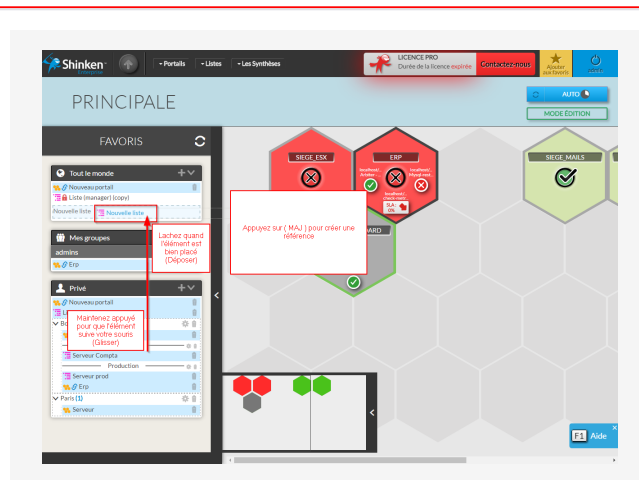 Shinken
Enterprise
Portails
Listes
Les Synthèses
LICENCE PRO
Durée de la licence expirée
Contactez-nous
Ajouter
aux favoris
PRINCIPALE
AUTO
MODE ÉDITION
FAVORIS
Tout le monde
Nouveau portail
Liste (manager) (copy)
Nouvelle liste
Nouvelle liste
Mes groupes
admins
Erp
Lachez quand
l'élément est
bien placé
(Déposer)
Privé
Nouveau portail
Maintenez appuyé
pour que l'élément
suive votre souris
(Glisser)
Serveur Compta
Production
Serveur prod
Erp
Paris (1)
Serveur
SIEGE_ESX
ERP
SIEGE_MAILS
SLA:
0%
Appuyez sur ( MAJ ) pour créer une
référence
F1 Aide